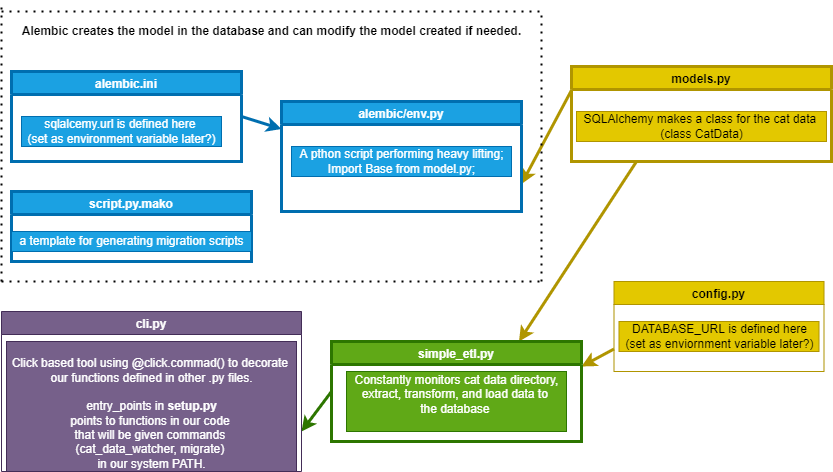 Alembic creates the model in the database and can modify the model created if needed.
alembic.ini
sqlalcemy.url is defined here
(set as environment variable later?)
alembic/env.py
A pthon script performing heavy lifting;
Import Base from model.py;
script.py.mako
a template for generating migration scripts
models.py
SQLAlchemy makes a class for the cat data
(class CatData)
config.py
DATABASE_URL is defined here
(set as enviornment variable later?)
simple_etl.py
Constantly monitors cat data directory,
extract, transform, and load data to
the database
cli.py
Click based tool using @click.commad() to decorate
our functions defined in other .py files.
entry_points in setup.py
points to functions in our code
that will be given commands
(cat_data_watcher, migrate)
in our system PATH.